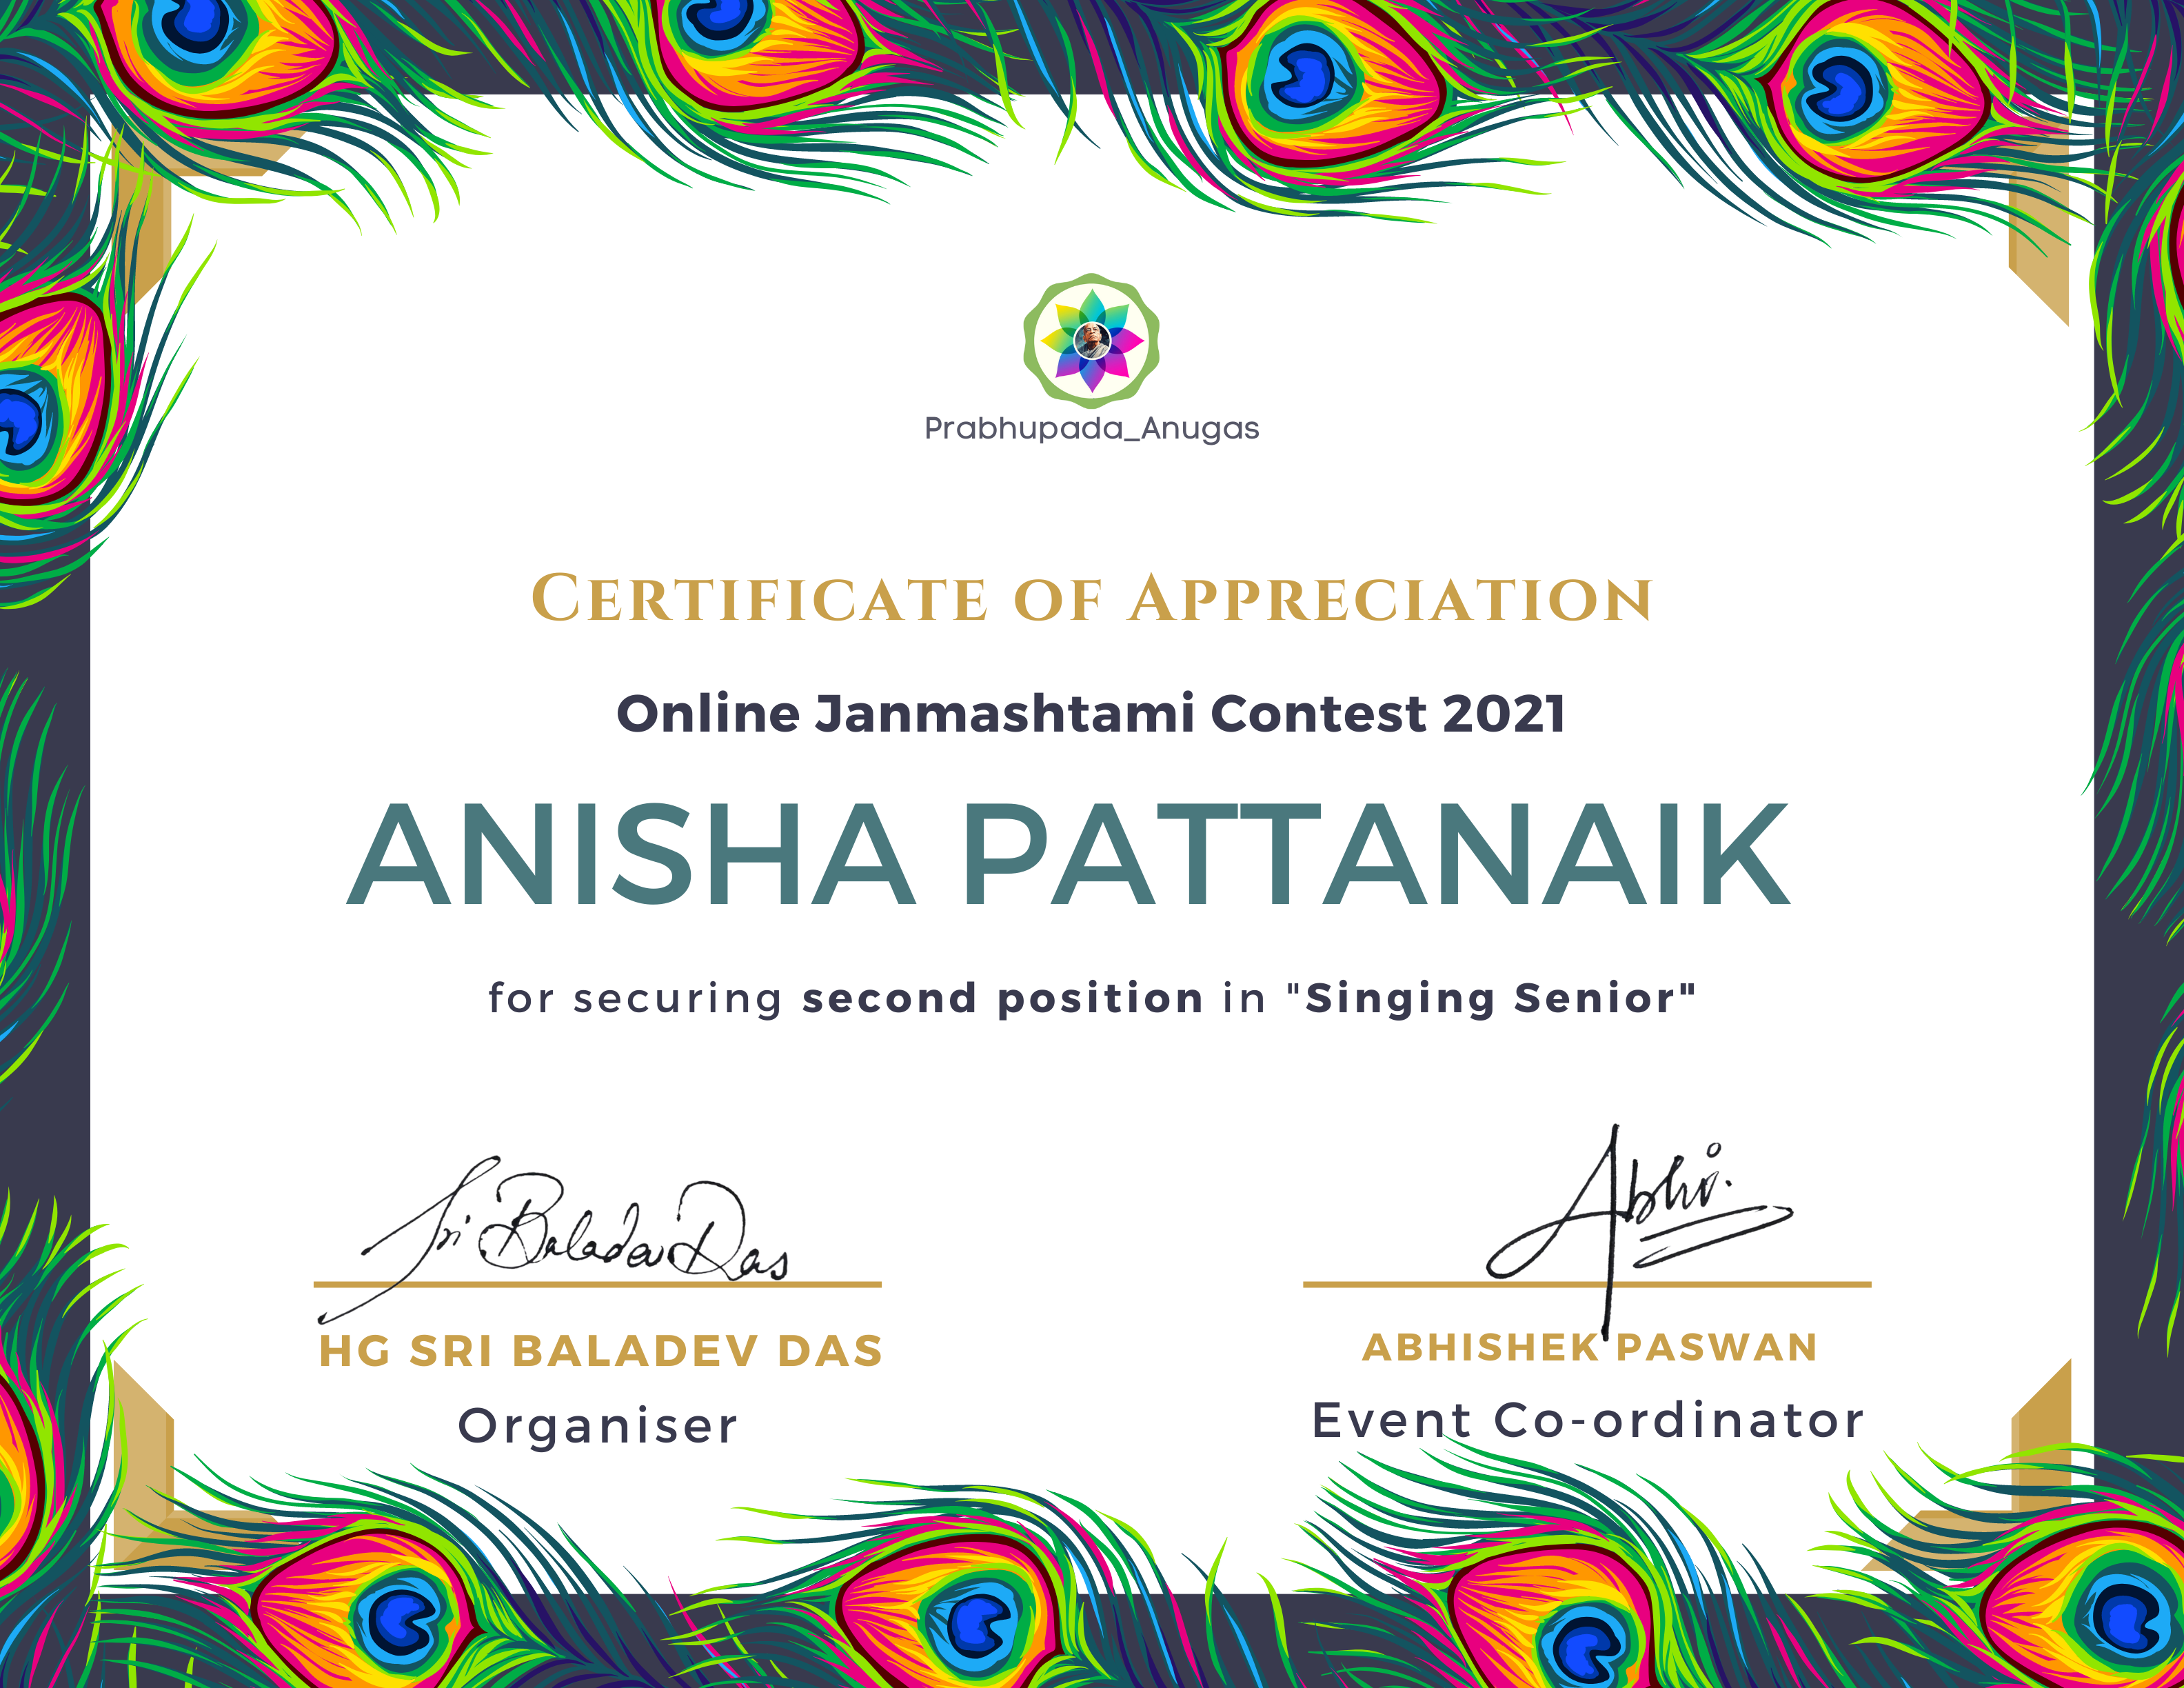 Prabhupada_Anugas
CERTIFICATE OF APPRECIATION
Online Janmashtami Contest 2021
ANISHA PATTANAIK
for securing second position in "Singing Senior"
Sri Baladev Das
Abhi.
HG SRI BALADEV DAS
ABHISHEK PASWAN
Organiser
Event Co-ordinator